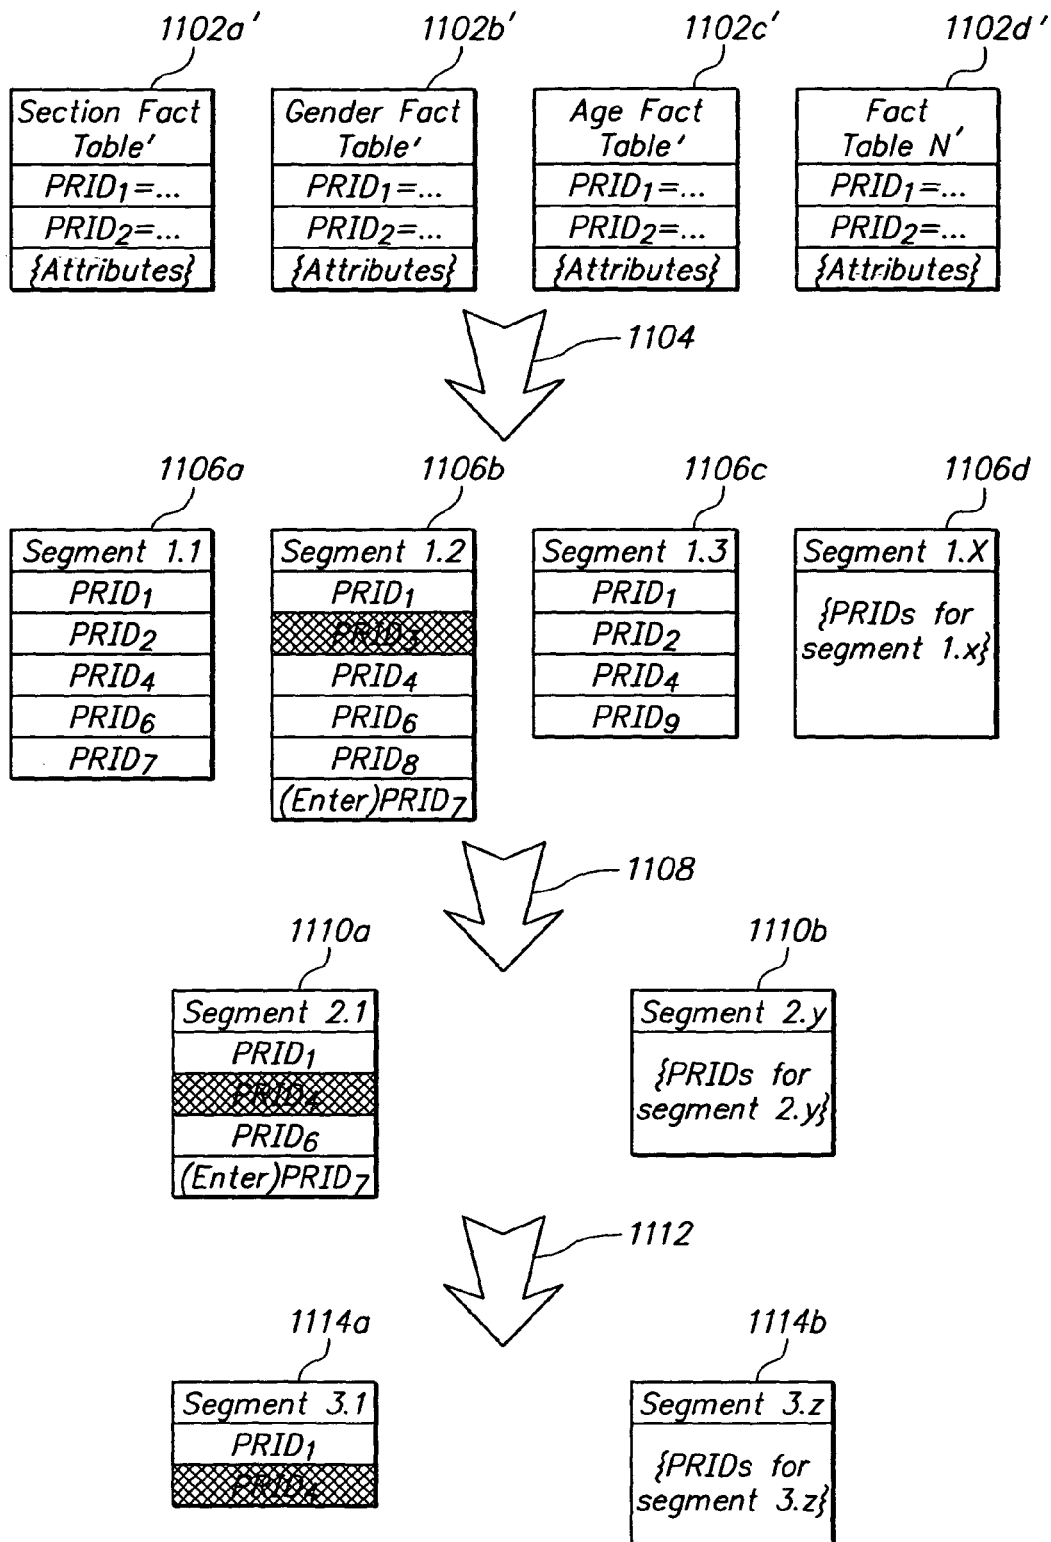 1102a' 1102b' 1102c' 1102d'
Section Fact Table'
PRID1=...
PRID2=...
{Attributes}
Gender Fact Table'
PRID1=...
PRID2=...
{Attributes}
Age Fact Table'
PRID1=...
PRID2=...
{Attributes}
Fact Table N'
PRID1=...
PRID2=...
{Attributes}
1104
1106a 1106b 1106c 1106d
Segment 1.1
PRID1
PRID2
PRID4
PRID6
PRID7
Segment 1.2
PRID1
PRID3
PRID4
PRID6
PRID8
(Enter)PRID7
Segment 1.3
PRID1
PRID2
PRID4
PRID9
Segment 1.X
{PRIDs for
segment 1.x}
1108
1110a 1110b
Segment 2.1
PRID1
PRID4
PRID6
(Enter)PRID7
Segment 2.y
{PRIDs for
segment 2.y}
1112
1114a 1114b
Segment 3.1
PRID1
PRID4
Segment 3.z
{PRIDs for
segment 3.z}